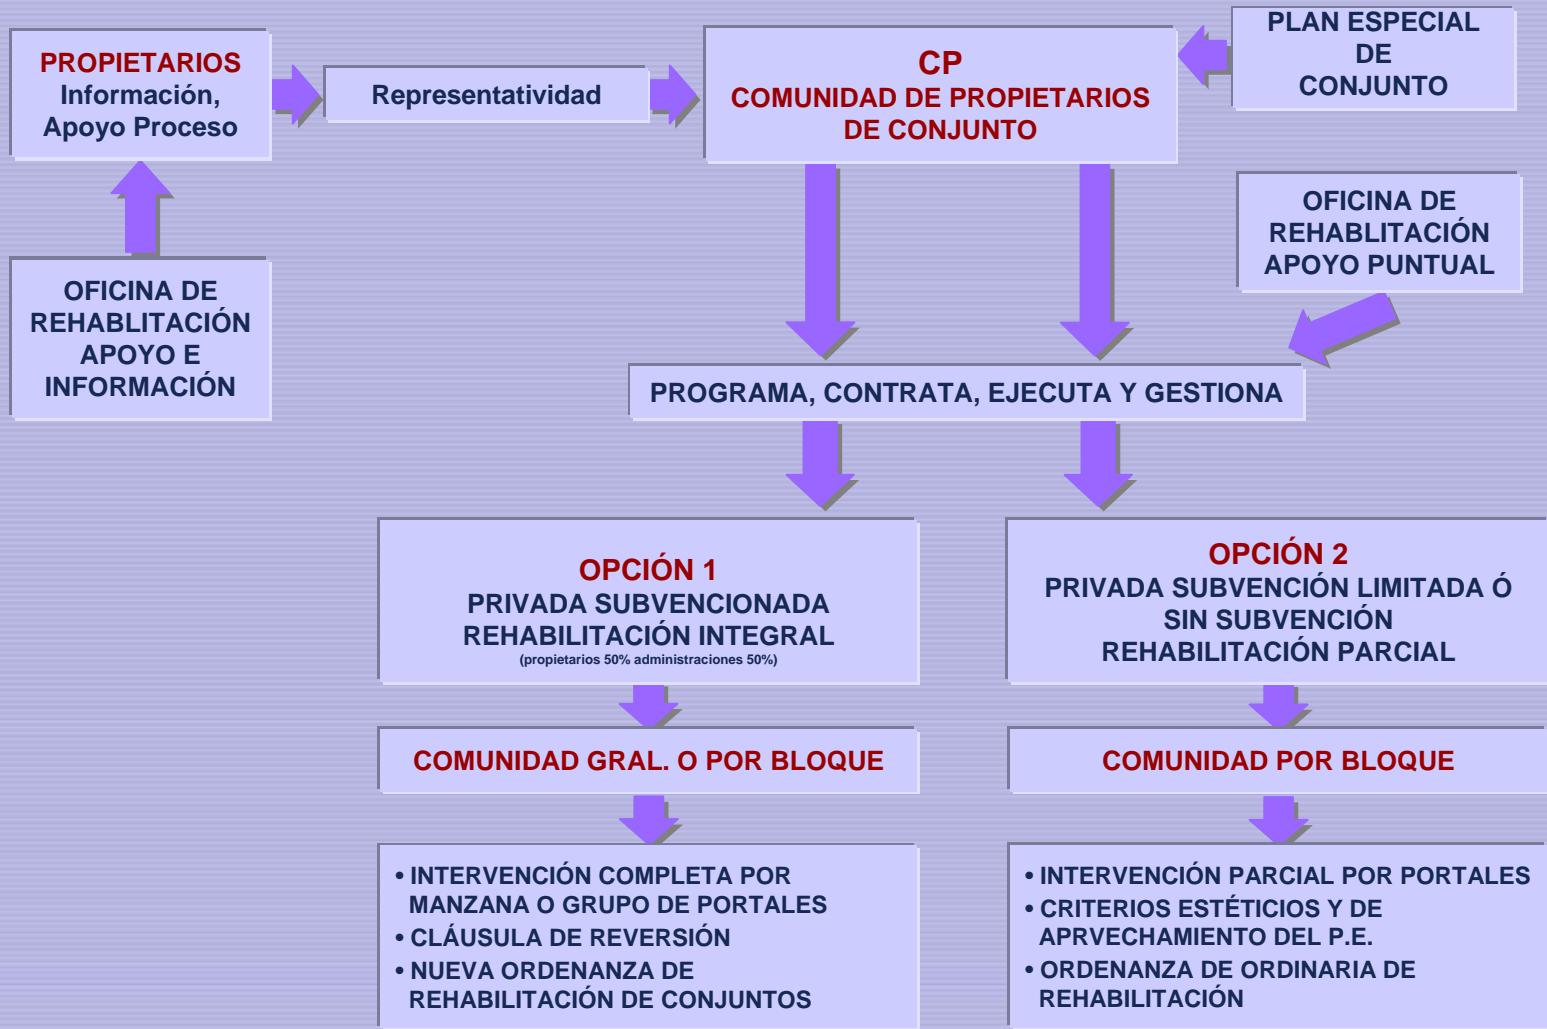 PROPIETARIOS
Información,
Apoyo Proceso
Representatividad
CP
COMUNIDAD DE PROPIETARIOS
DE CONJUNTO
PLAN ESPECIAL
DE
CONJUNTO
OFICINA DE
REHABLITACIÓN
APOYO PUNTUAL
OFICINA DE
REHABLITACIÓN
APOYO E
INFORMACIÓN
PROGRAMA, CONTRATA, EJECUTA Y GESTIONA
OPCIÓN 1
PRIVADA SUBVENCIONADA
REHABILITACIÓN INTEGRAL
(propietarios 50% administraciones 50%)
OPCIÓN 2
PRIVADA SUBVENCIÓN LIMITADA Ó
SIN SUBVENCIÓN
REHABILITACIÓN PARCIAL
COMUNIDAD GRAL. O POR BLOQUE
COMUNIDAD POR BLOQUE
• INTERVENCIÓN COMPLETA POR
MANZANA O GRUPO DE PORTALES
• CLÁUSULA DE REVERSIÓN
• NUEVA ORDENANZA DE
REHABILITACIÓN DE CONJUNTOS
• INTERVENCIÓN PARCIAL POR PORTALES
• CRITERIOS ESTÉTICIOS Y DE
APRVECHAMIENTO DEL P.E.
• ORDENANZA DE ORDINARIA DE
REHABILITACIÓN